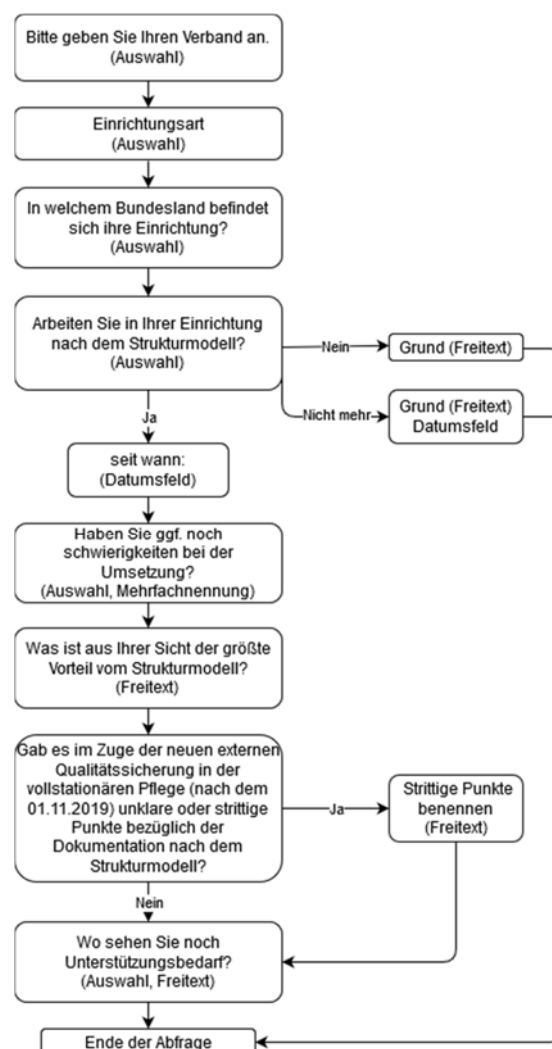 Bitte geben Sie Ihren Verband an.
(Auswahl)
Einrichtungsart
(Auswahl)
In welchem Bundesland befindet
sich ihre Einrichtung?
(Auswahl)
Arbeiten Sie in Ihrer Einrichtung
nach dem Strukturmodell?
(Auswahl)
Nein
Grund (Freitext)
Nicht mehr
Grund (Freitext)
Datumsfeld
Ja
seit wann:
(Datumsfeld)
Haben Sie ggf. noch
schwierigkeiten bei der
Umsetzung?
(Auswahl, Mehrfachnennung)
Was ist aus Ihrer Sicht der größte
Vorteil vom Strukturmodell?
(Freitext)
Gab es im Zuge der neuen externen
Qualitätssicherung in der
vollstationären Pflege (nach dem
01.11.2019) unklare oder strittige
Punkte bezüglich der
Dokumentation nach dem
Strukturmodell?
Ja
Strittige Punkte
benennen
(Freitext)
Nein
Wo sehen Sie noch
Unterstützungsbedarf?
(Auswahl, Freitext)
Ende der Abfrage